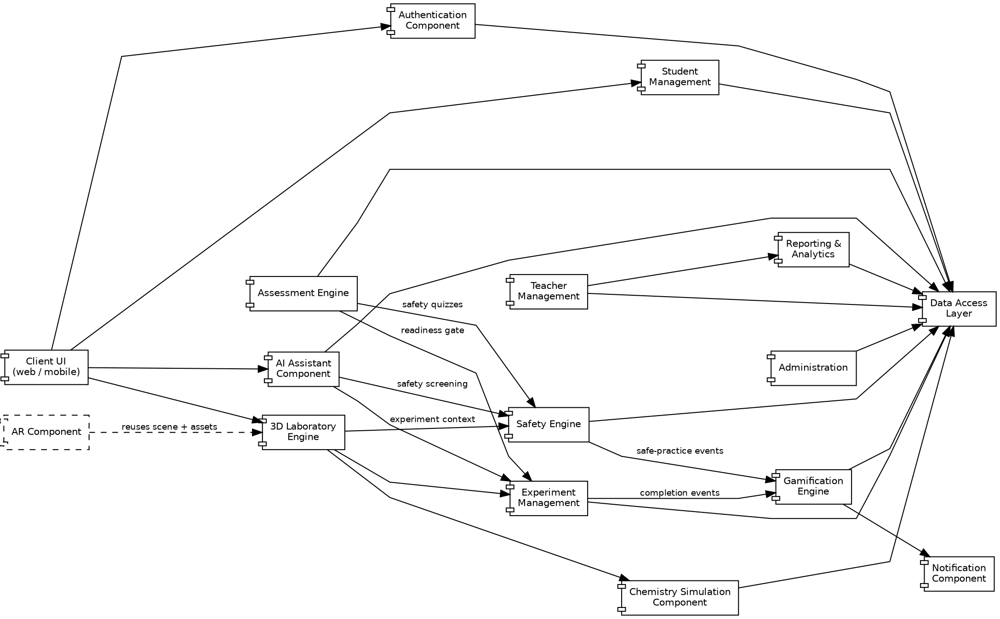 Authentication
Component
Student
Management
Reporting &
Analytics
Assessment Engine
Teacher
Management
safety quizzes
Data Access
Layer
readiness gate
Client UI
(web / mobile)
AI Assistant
Component
Administration
safety screening
experiment context
AR Component
reuses scene + assets
3D Laboratory
Engine
Safety Engine
safe-practice events
Gamification
Engine
Experiment
Management
completion events
Notification
Component
Chemistry Simulation
Component